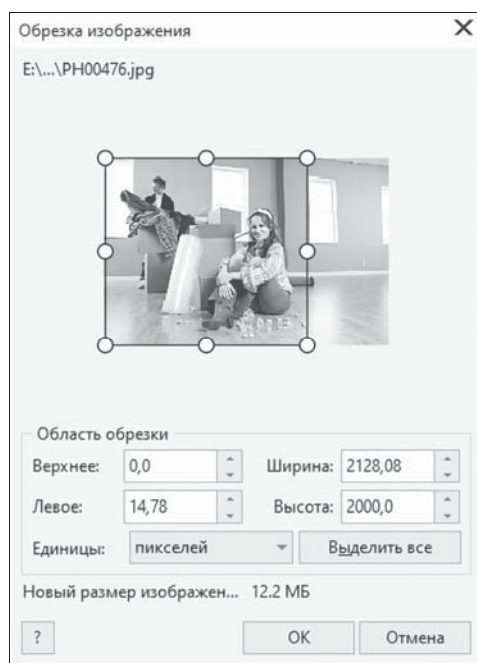 Обрезка изображения
E:\...\PH00476.jpg
Область обрезки
Верхнее: 0,0 Ширина: 2128,08
Левое: 14,78 Высота: 2000,0
Единицы: пикселей Выделить все
Новый размер изображен... 12.2 МБ
? OK Отмена